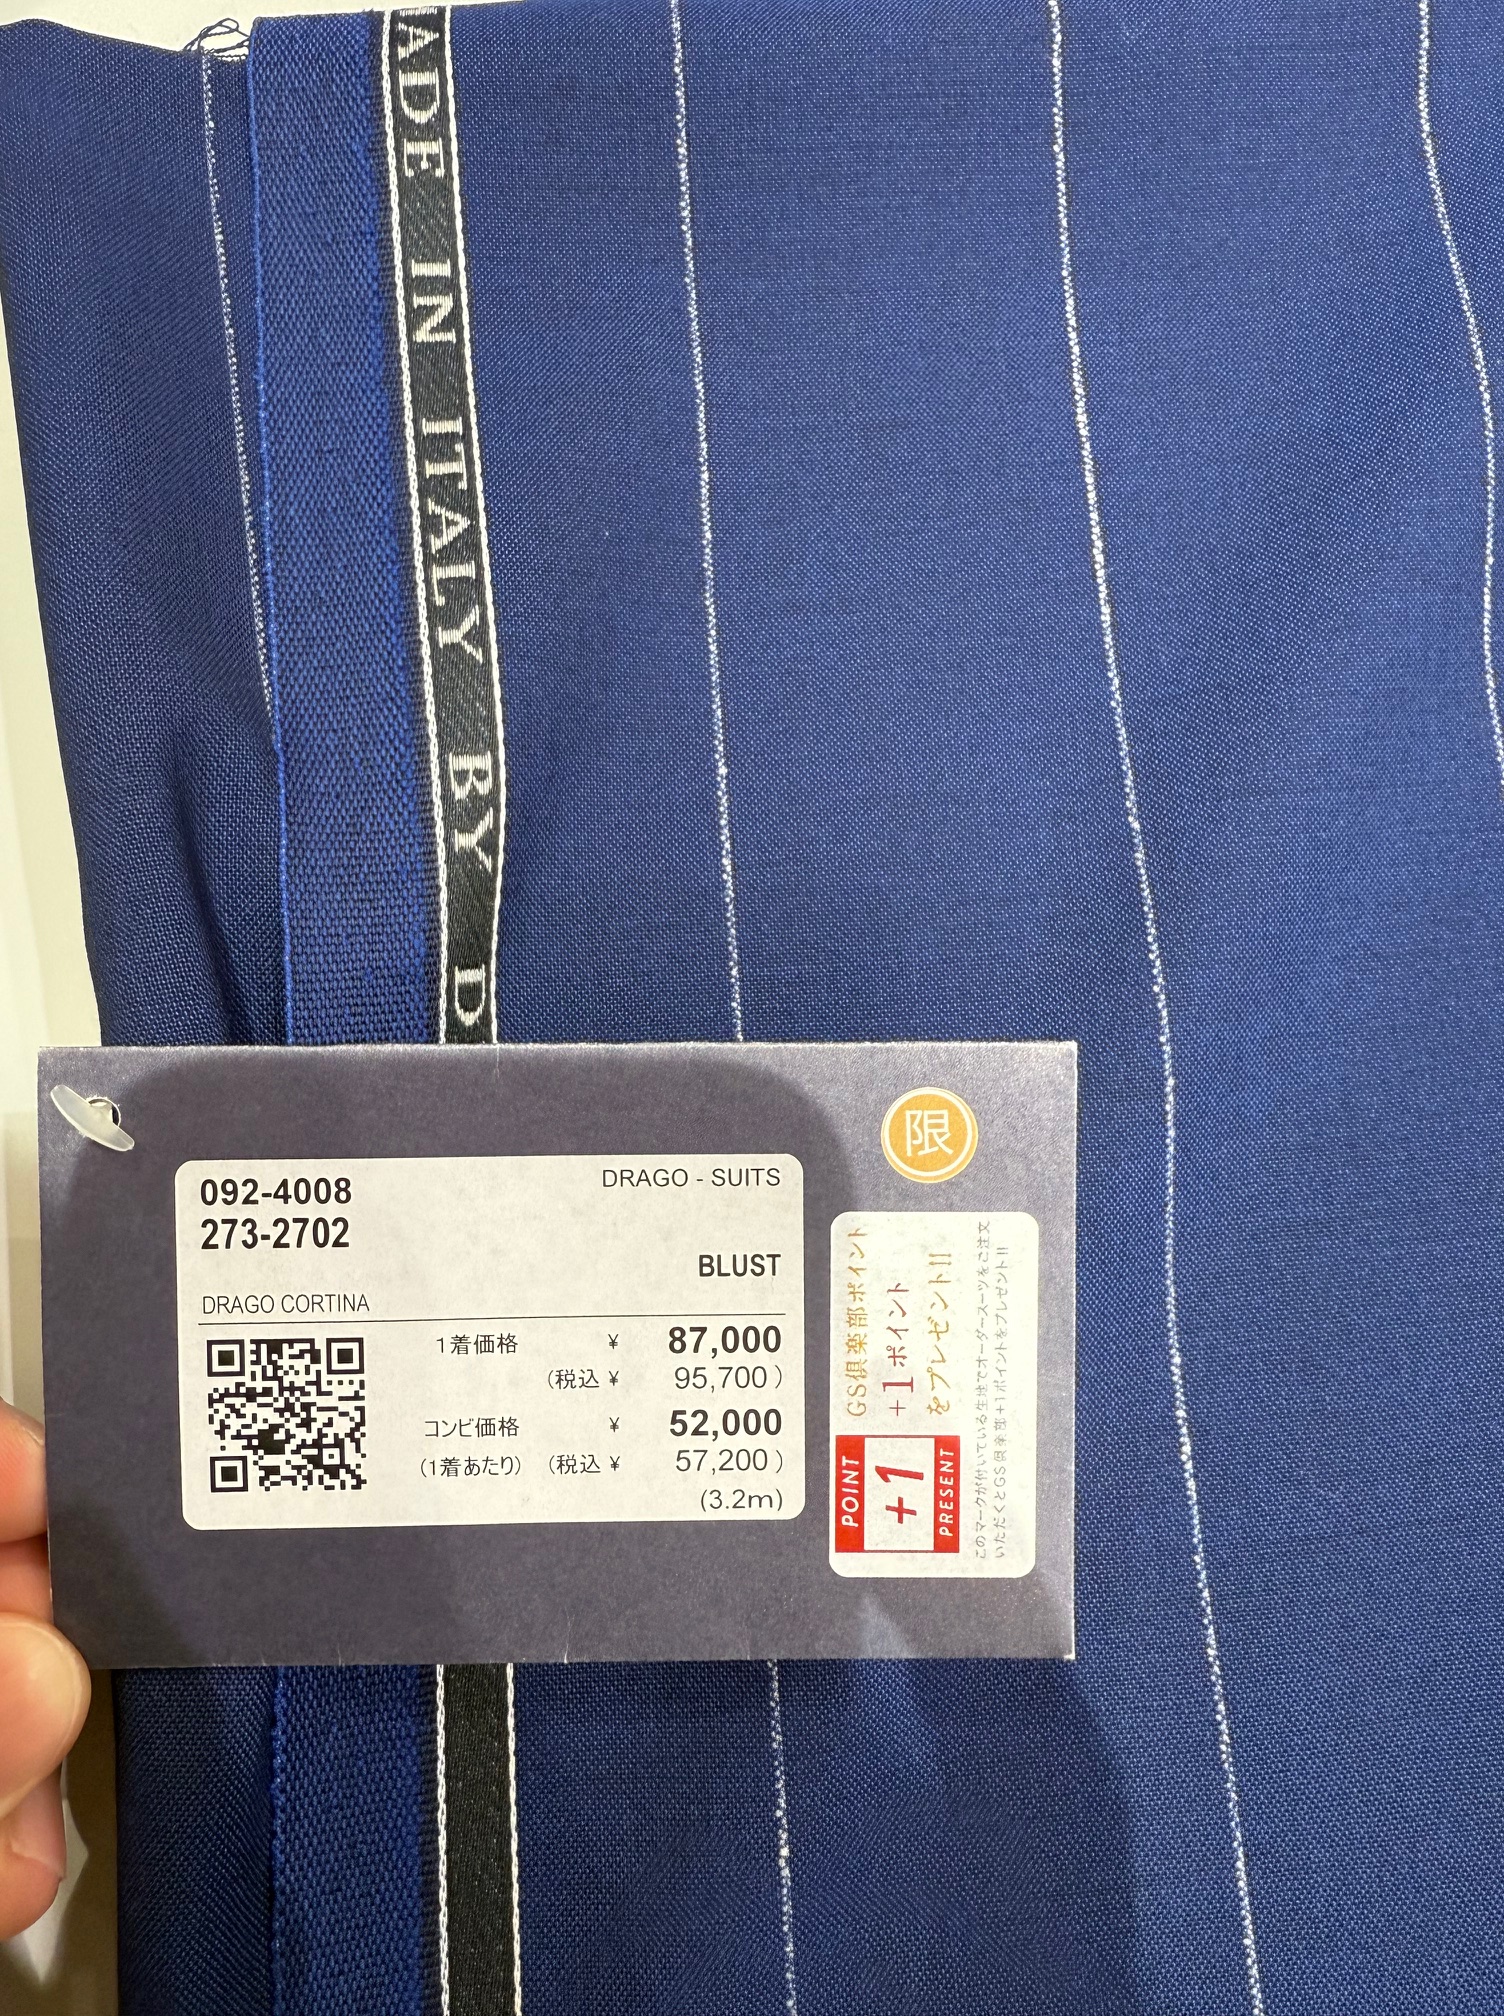 ADE IN ITALY BY D
092-4008
DRAGO - SUITS
273-2702
BLUST
DRAGO CORTINA
1着価格 ¥ 87,000
(税込 ¥ 95,700 )
コンビ価格 ¥ 52,000
(1着あたり) (税込 ¥ 57,200 )
(3.2m)
限
GS倶楽部ポイント
+1ポイント
をプレゼント!!
POINT
+1
PRESENT
このマークが付いている生地でオーダースーツをご注文
いただくとGS倶楽部+1ポイントをプレゼント!!